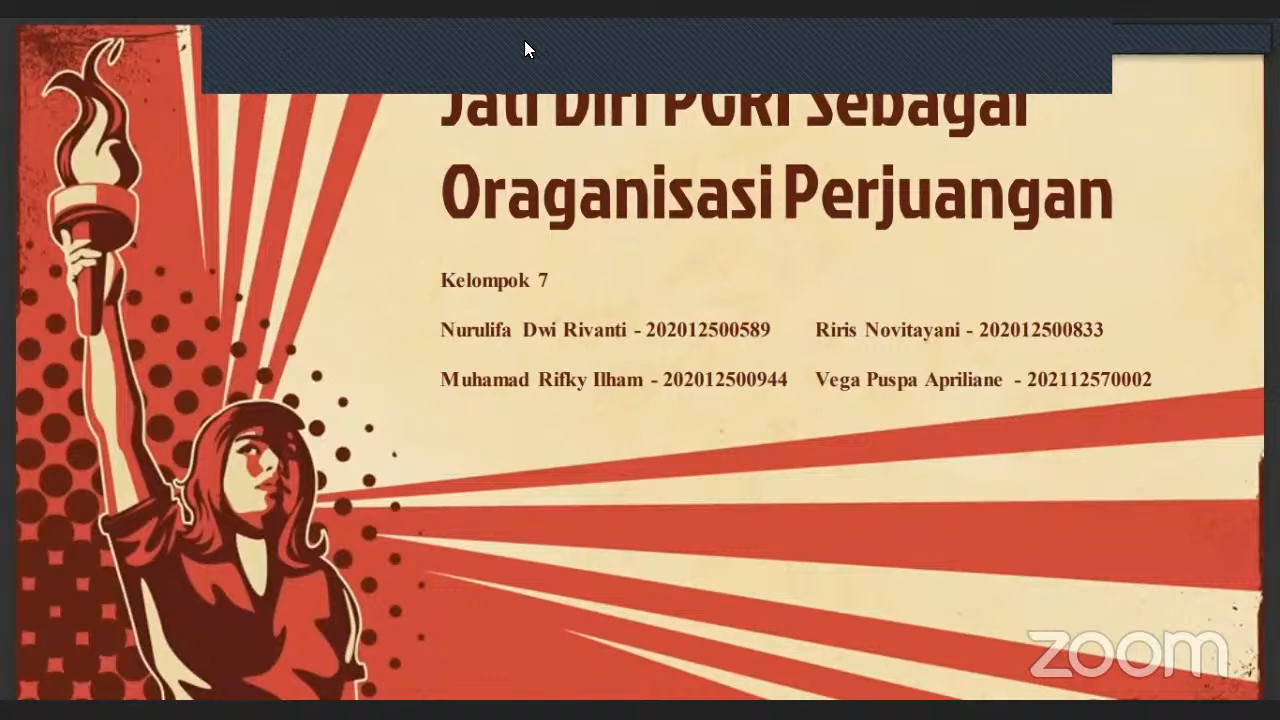 Jati Diri PGRI Sebagai
Oraganisasi Perjuangan
Kelompok 7
Nurulifa Dwi Rivanti - 202012500589 Riris Novitayani - 202012500833
Muhamad Rifky Ilham - 202012500944 Vega Puspa Apriliane - 202112570002
zoom